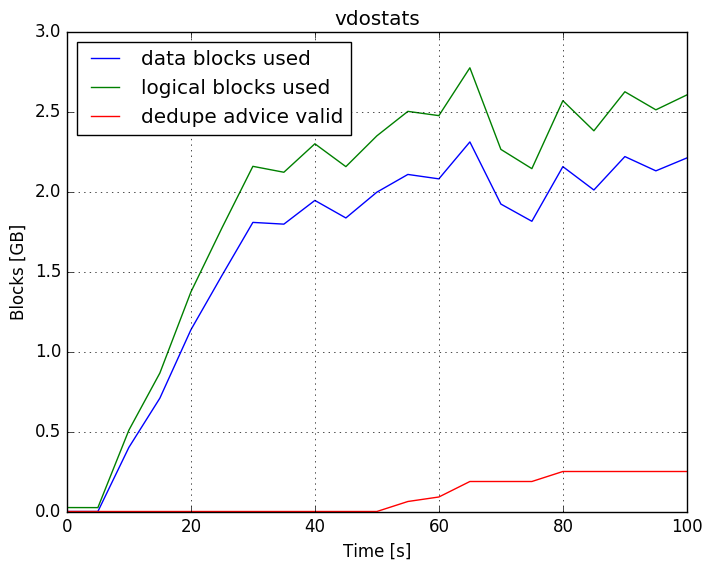 vdostats
data blocks used
logical blocks used
dedupe advice valid
3.0
2.5
2.0
1.5
1.0
0.5
0.0
Blocks [GB]
0 20 40 60 80 100
Time [s]